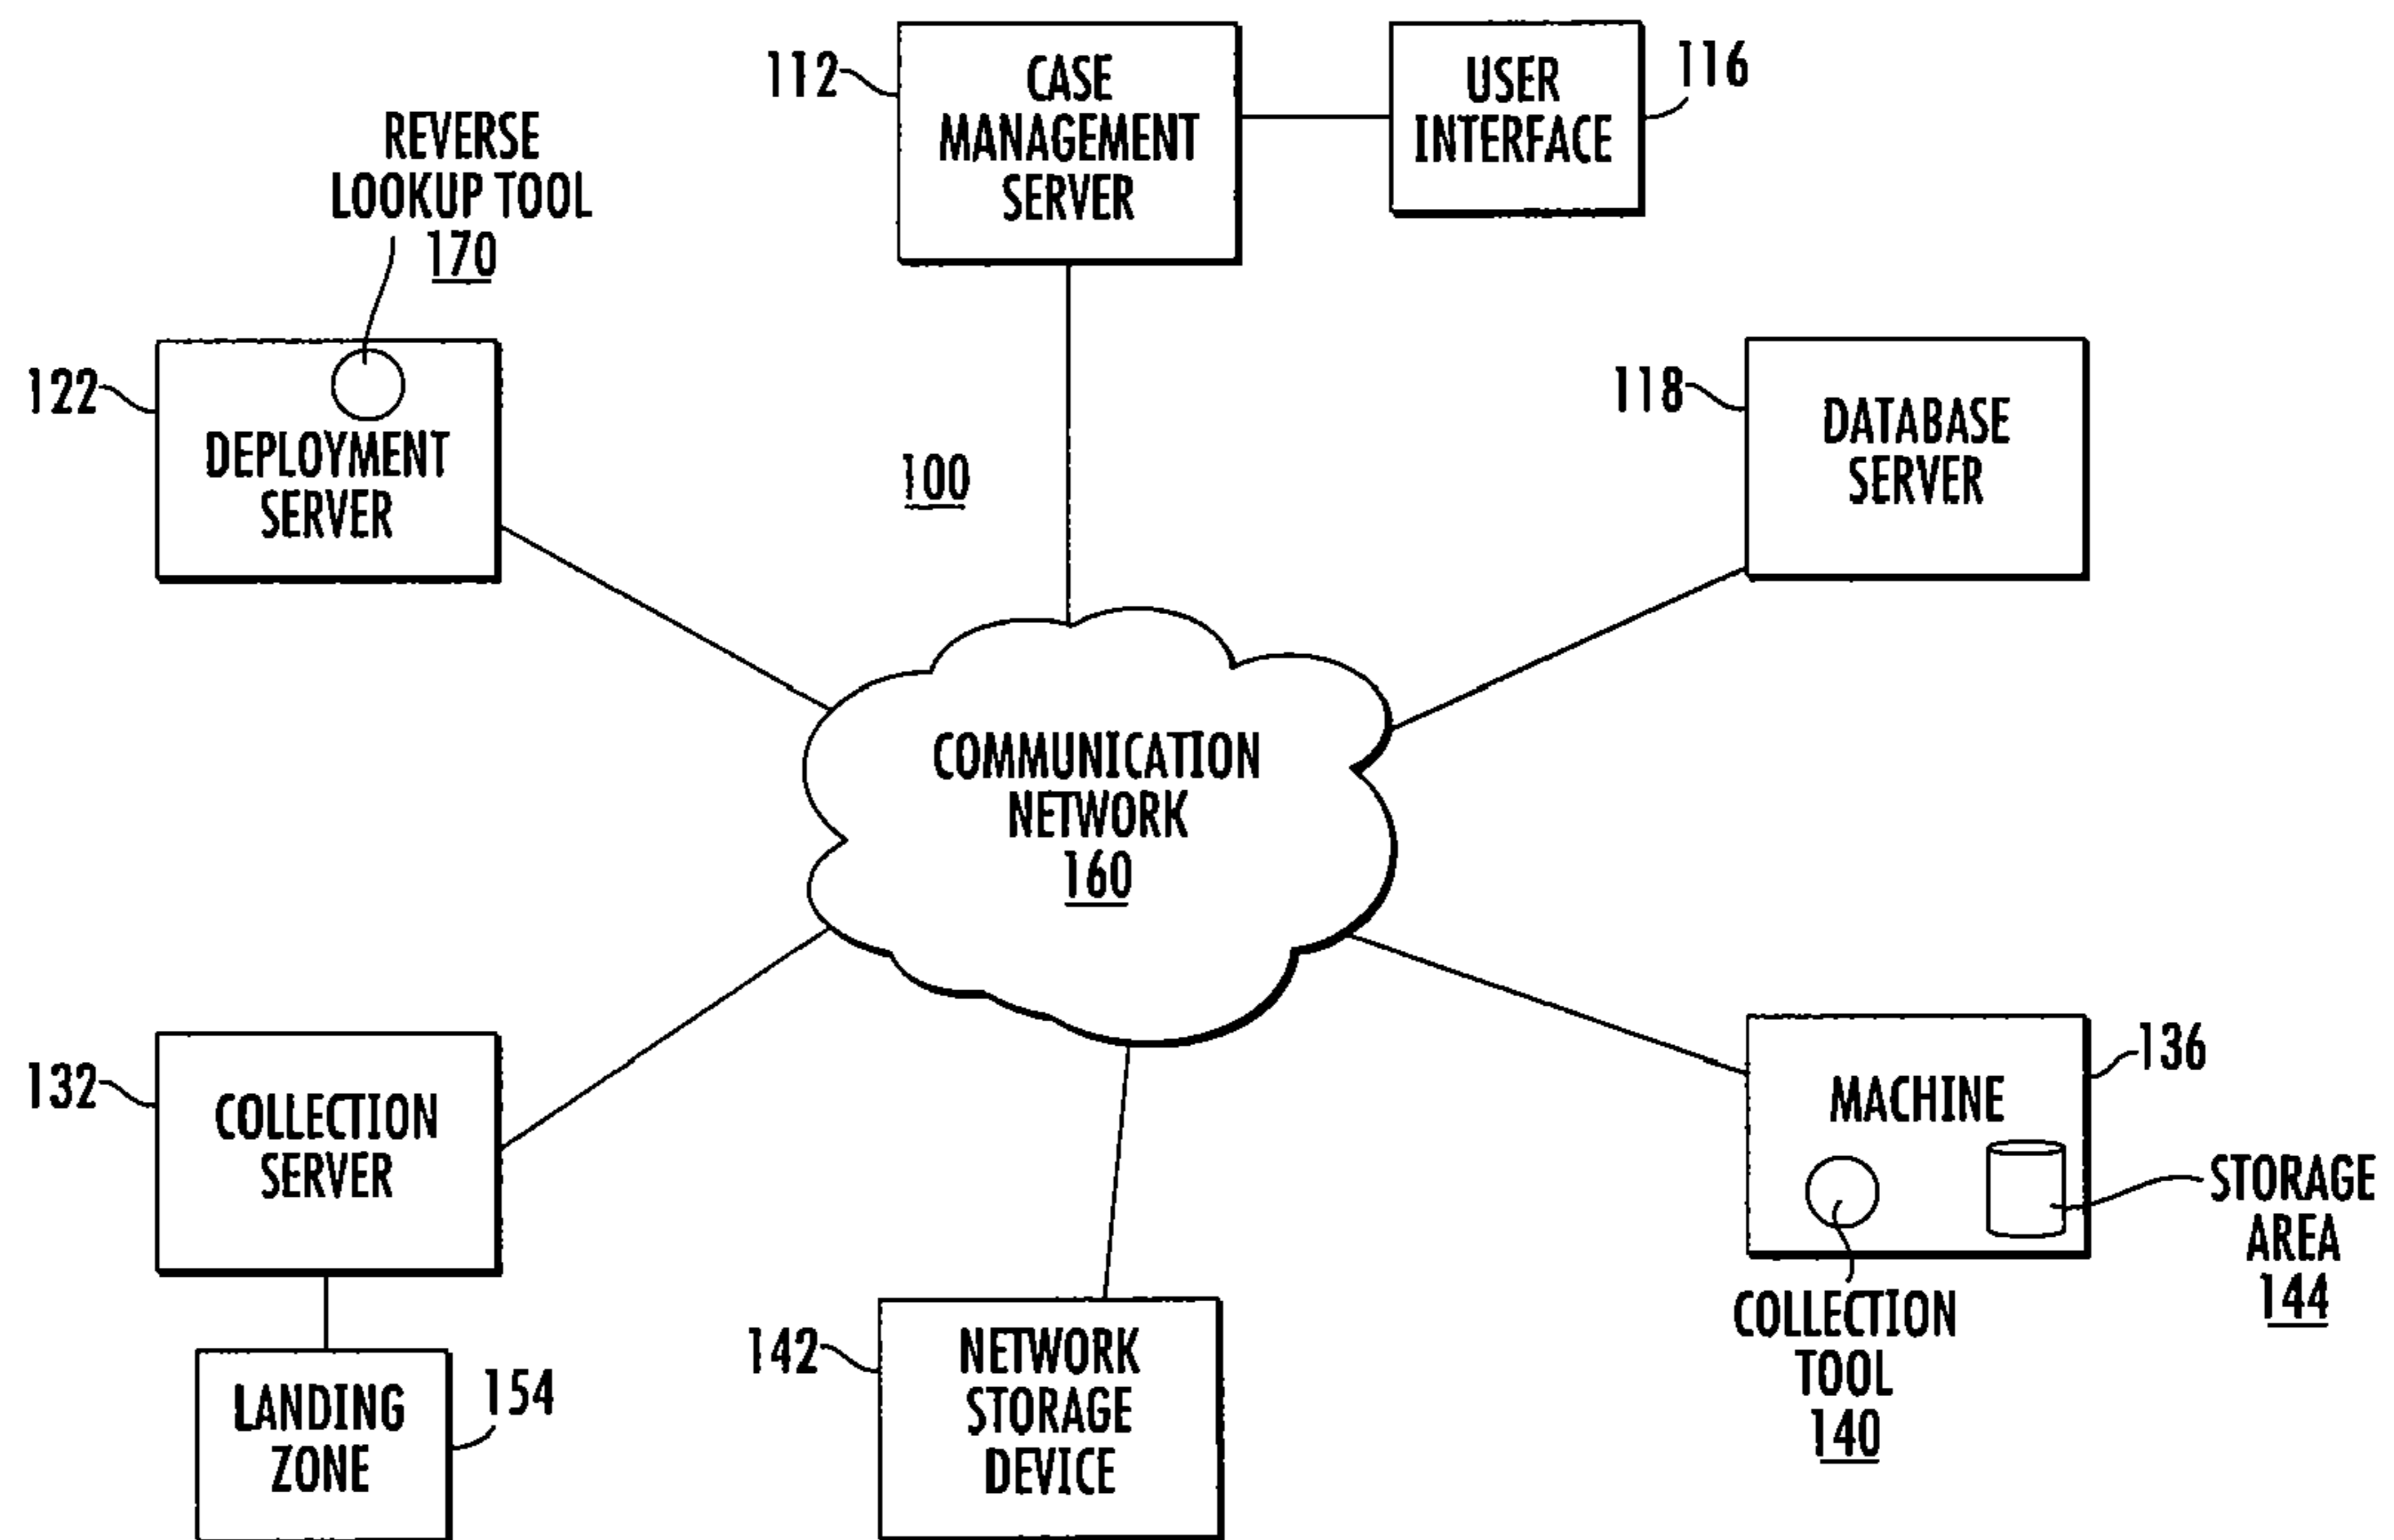 112
CASE
MANAGEMENT
SERVER
USER
INTERFACE
116
REVERSE
LOOKUP TOOL
170
122
DEPLOYMENT
SERVER
100
118
DATABASE
SERVER
COMMUNICATION
NETWORK
160
132
COLLECTION
SERVER
154
LANDING
ZONE
142
NETWORK
STORAGE
DEVICE
136
MACHINE
STORAGE
AREA
144
COLLECTION
TOOL
140